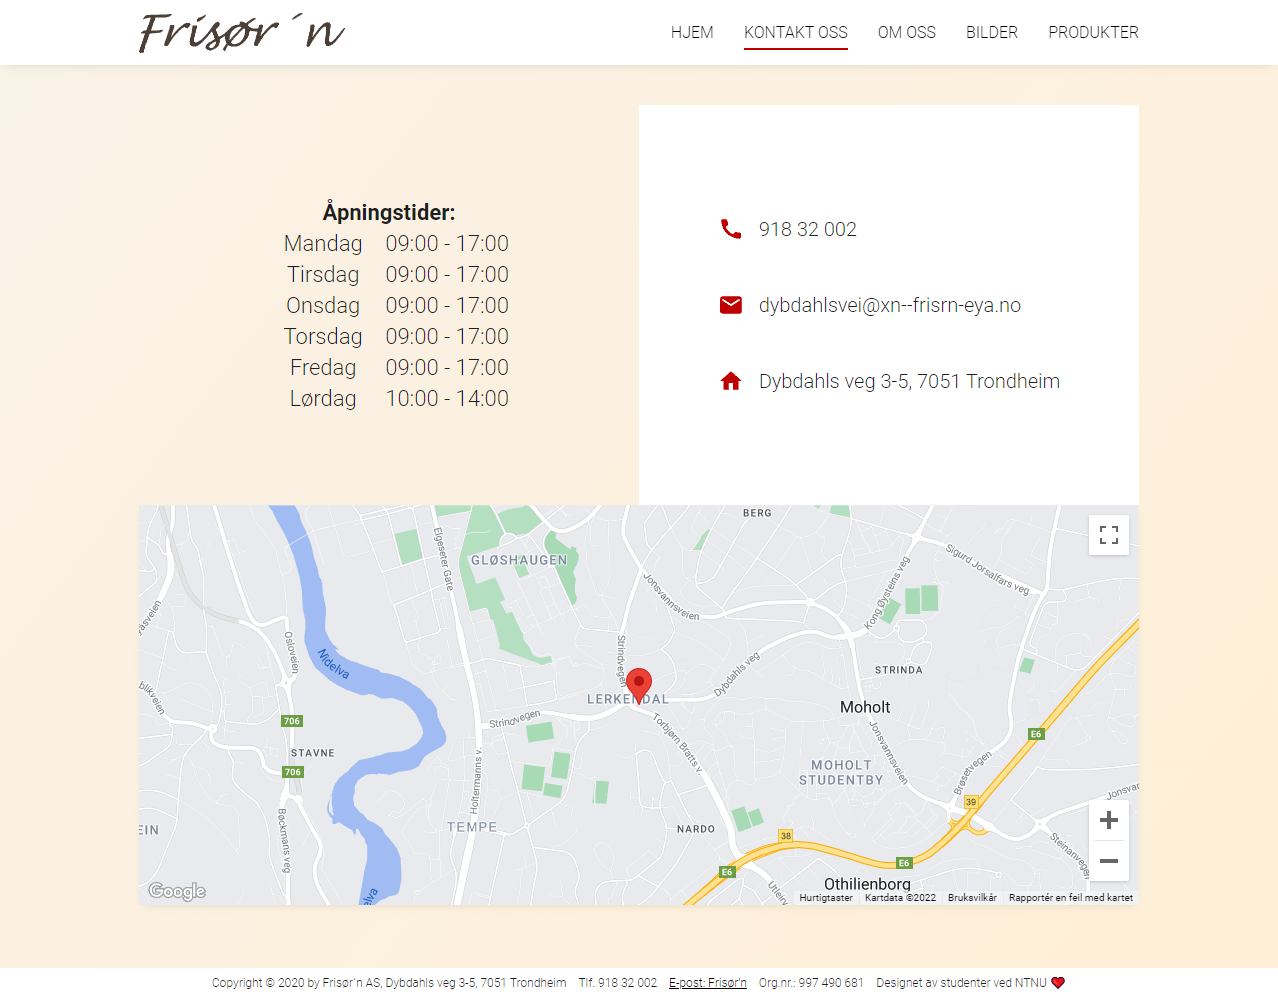 Frisør´n
HJEM KONTAKT OSS OM OSS BILDER PRODUKTER
Åpningstider:
Mandag 09:00 - 17:00
Tirsdag 09:00 - 17:00
Onsdag 09:00 - 17:00
Torsdag 09:00 - 17:00
Fredag 09:00 - 17:00
Lørdag 10:00 - 14:00
918 32 002
dybdahlsvei@xn--frisrn-eya.no
Dybdahls veg 3-5, 7051 Trondheim
BERG
Elgeseter Gate
GLØSHAUGEN
Sigurd Jorsalfars veg
Jonsvannsveien
Kong Øysteins veg
Osloveien
Nidelva
Strindvegen
Dybdahls veg
STRINDA
LERKENDAL
Moholt
706
Strindvegen
Torbjørn Bratts v.
Jonsvannsveien
E6
STAVNE
706
Holtermanns v.
MOHOLT
STUDENTBY
Brøsetvegen
39
Jonsvann
Bøckmans veg
TEMPE
NARDO
38
Steinanvegen
EIN
E6
E6
Othilienborg
Utleirv
Nidelva
Google
Hurtigtaster Kartdata ©2022 Bruksvilkår Rapportér en feil med kartet
Copyright © 2020 by Frisør´n AS, Dybdahls veg 3-5, 7051 Trondheim Tlf. 918 32 002 E-post: Frisør'n Org.nr.: 997 490 681 Designet av studenter ved NTNU